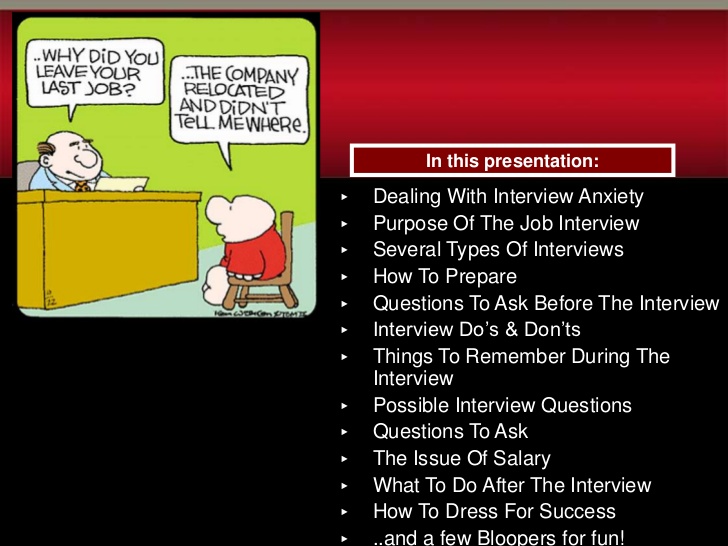 ..WHY DID YOU
LEAVE YOUR
LAST JOB?
...THE COMPANY
RELOCATED
AND DIDN'T
TELL ME WHERE.
In this presentation:
▸ Dealing With Interview Anxiety
▸ Purpose Of The Job Interview
▸ Several Types Of Interviews
▸ How To Prepare
▸ Questions To Ask Before The Interview
▸ Interview Do’s & Don’ts
▸ Things To Remember During The
Interview
▸ Possible Interview Questions
▸ Questions To Ask
▸ The Issue Of Salary
▸ What To Do After The Interview
▸ How To Dress For Success
▸ ..and a few Bloopers for fun!